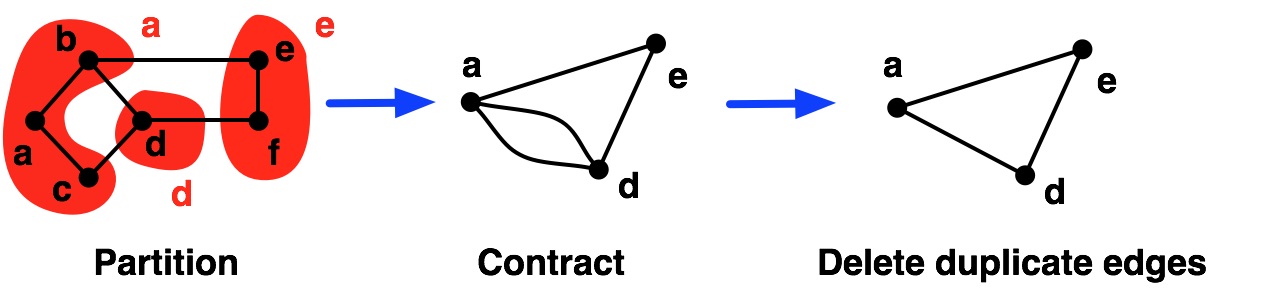 b
a
e
e
a
d
f
c
d
Partition
a
e
d
Contract
a
e
d
Delete duplicate edges